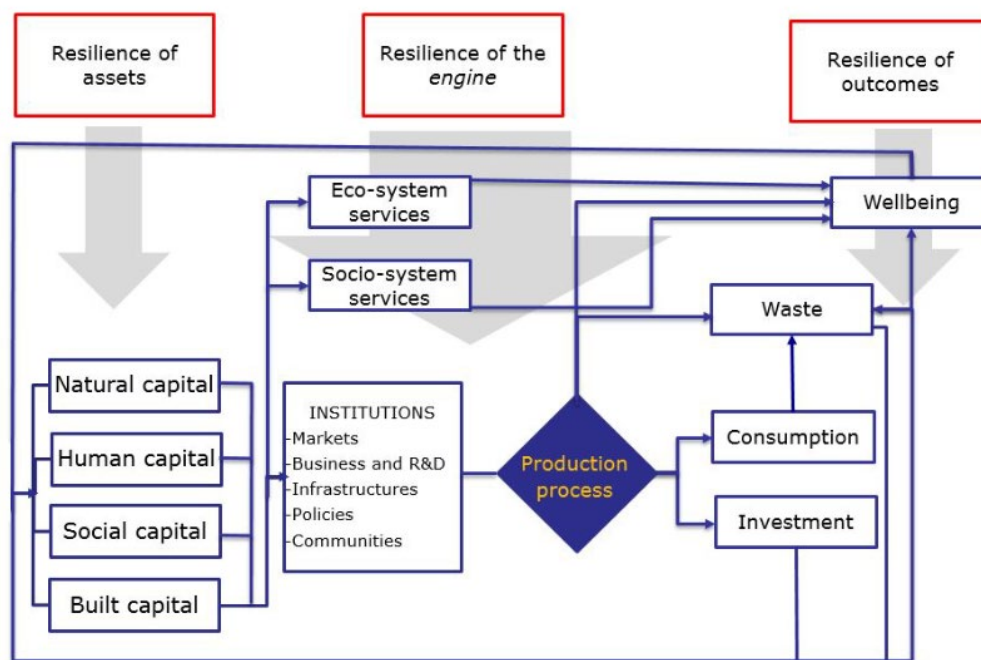 Resilience of
assets
Resilience of the
engine
Resilience of
outcomes
Eco-system
services
Wellbeing
Socio-system
services
Waste
Natural capital
Human capital
Social capital
Built capital
INSTITUTIONS
-Markets
-Business and R&D
-Infrastructures
-Policies
-Communities
Production
process
Consumption
Investment